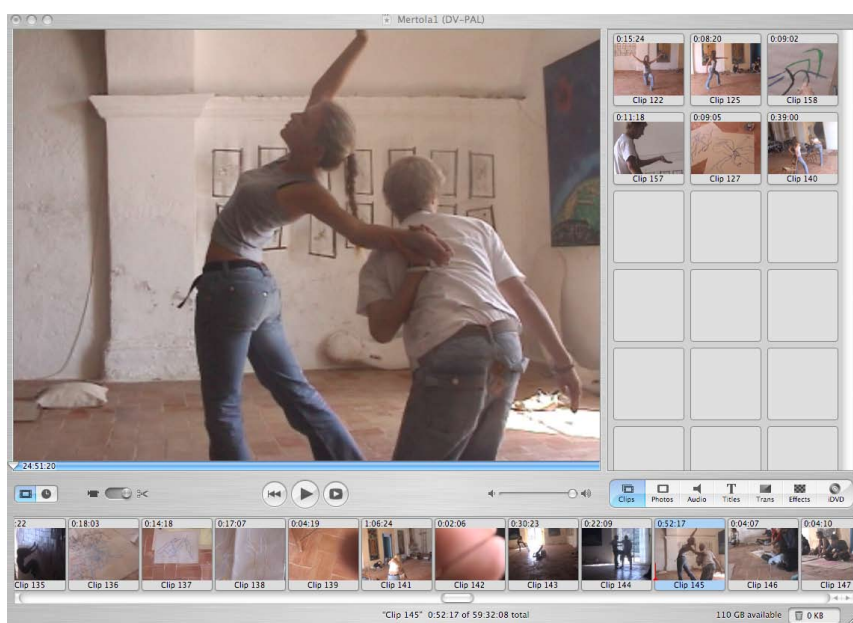 Mertola1 (DV-PAL)
0:15:24 0:08:20 0:09:02
Clip 122 Clip 125 Clip 158
0:11:18 0:09:05 0:39:00
Clip 157 Clip 127 Clip 140
24:51:20
Clips Photos Audio Titles Trans Effects iDVD
:22 0:18:03 0:14:18 0:17:07 0:04:19 1:06:24 0:02:06 0:30:23 0:22:09 0:52:17 0:04:07 0:04:10
Clip 135 Clip 136 Clip 137 Clip 138 Clip 139 Clip 141 Clip 142 Clip 143 Clip 144 Clip 145 Clip 146 Clip 147
"Clip 145" 0:52:17 of 59:32:08 total 110 GB available 0 KB